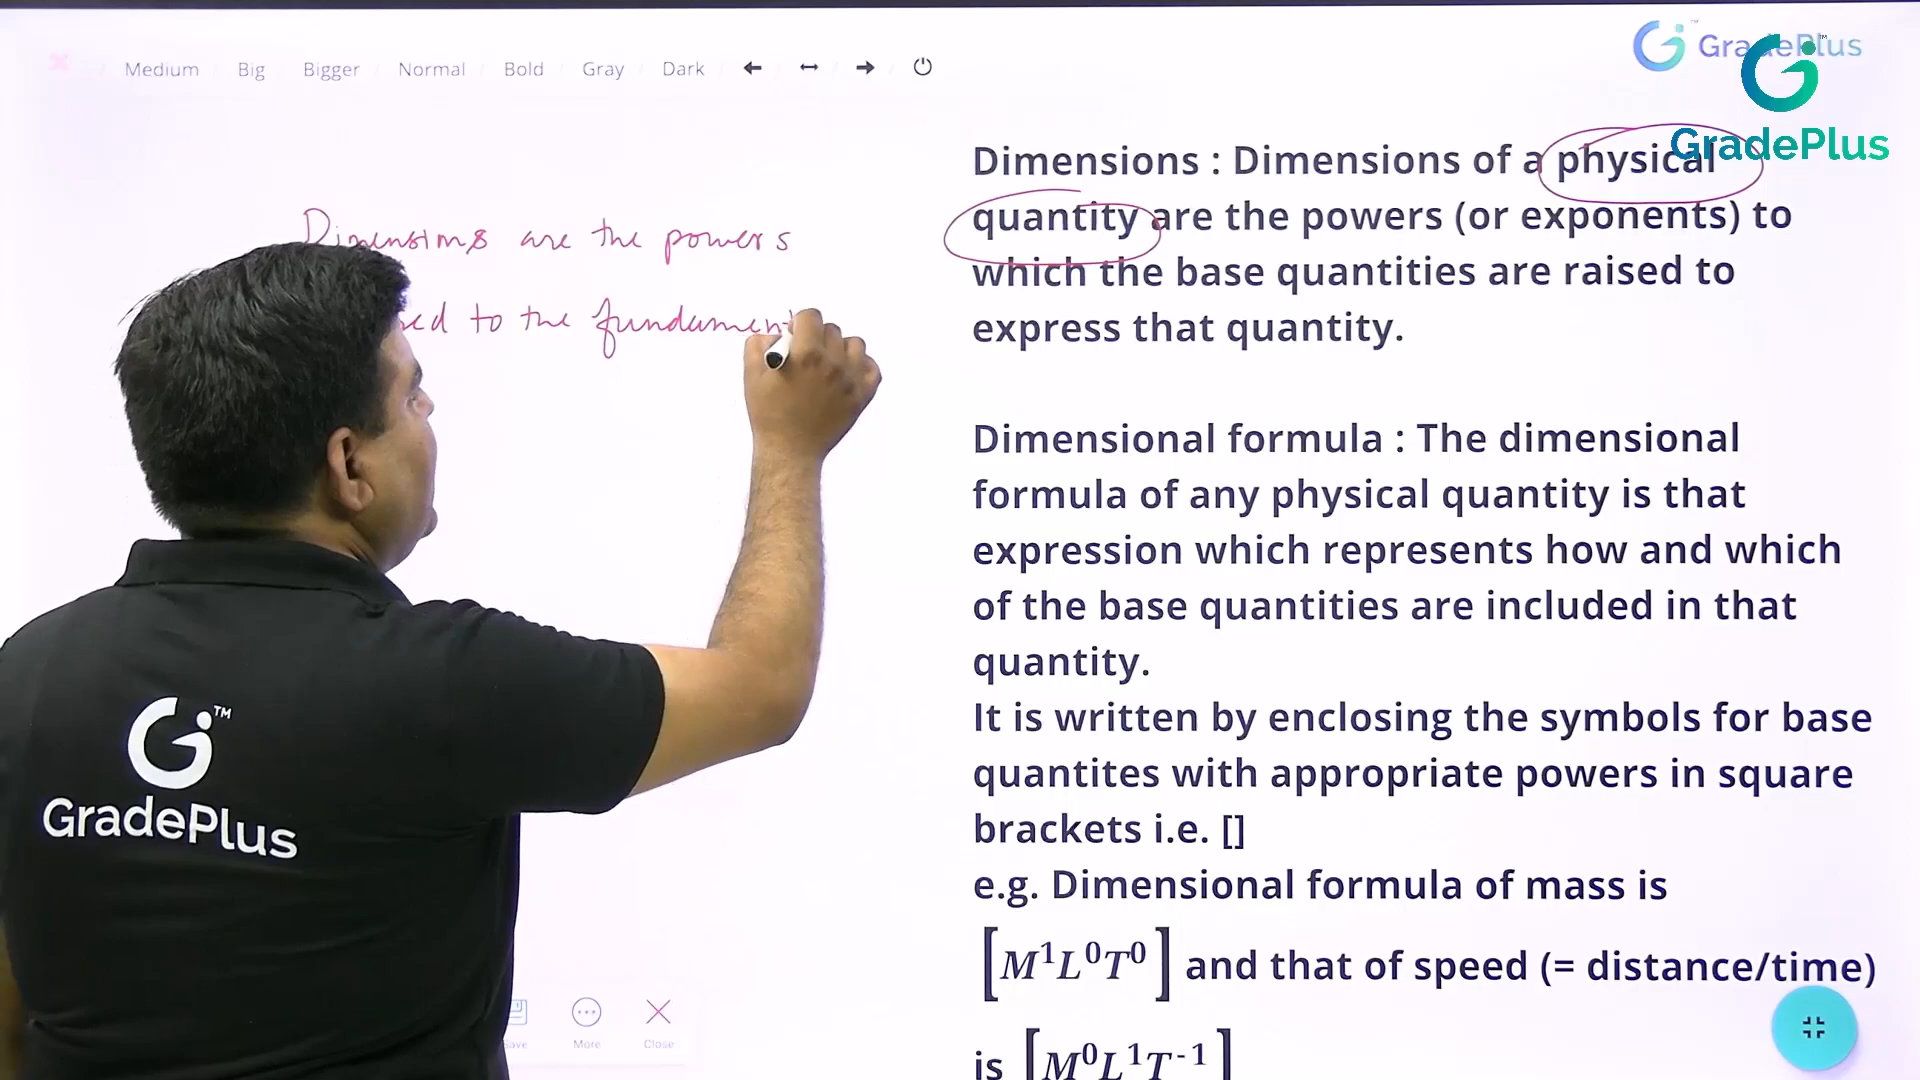 Medium / Big / Bigger / Normal / Bold / Gray / Dark
GradePlus
GradePlus
Dimensions are the powers
to the fundament
Dimensions : Dimensions of a physical
quantity are the powers (or exponents) to
which the base quantities are raised to
express that quantity.
Dimensional formula : The dimensional
formula of any physical quantity is that
expression which represents how and which
of the base quantities are included in that
quantity.
It is written by enclosing the symbols for base
quantites with appropriate powers in square
brackets i.e. []
e.g. Dimensional formula of mass is
[M¹L⁰T⁰] and that of speed (= distance/time)
is [M⁰L¹T⁻¹]
TM
GradePlus
More
Close